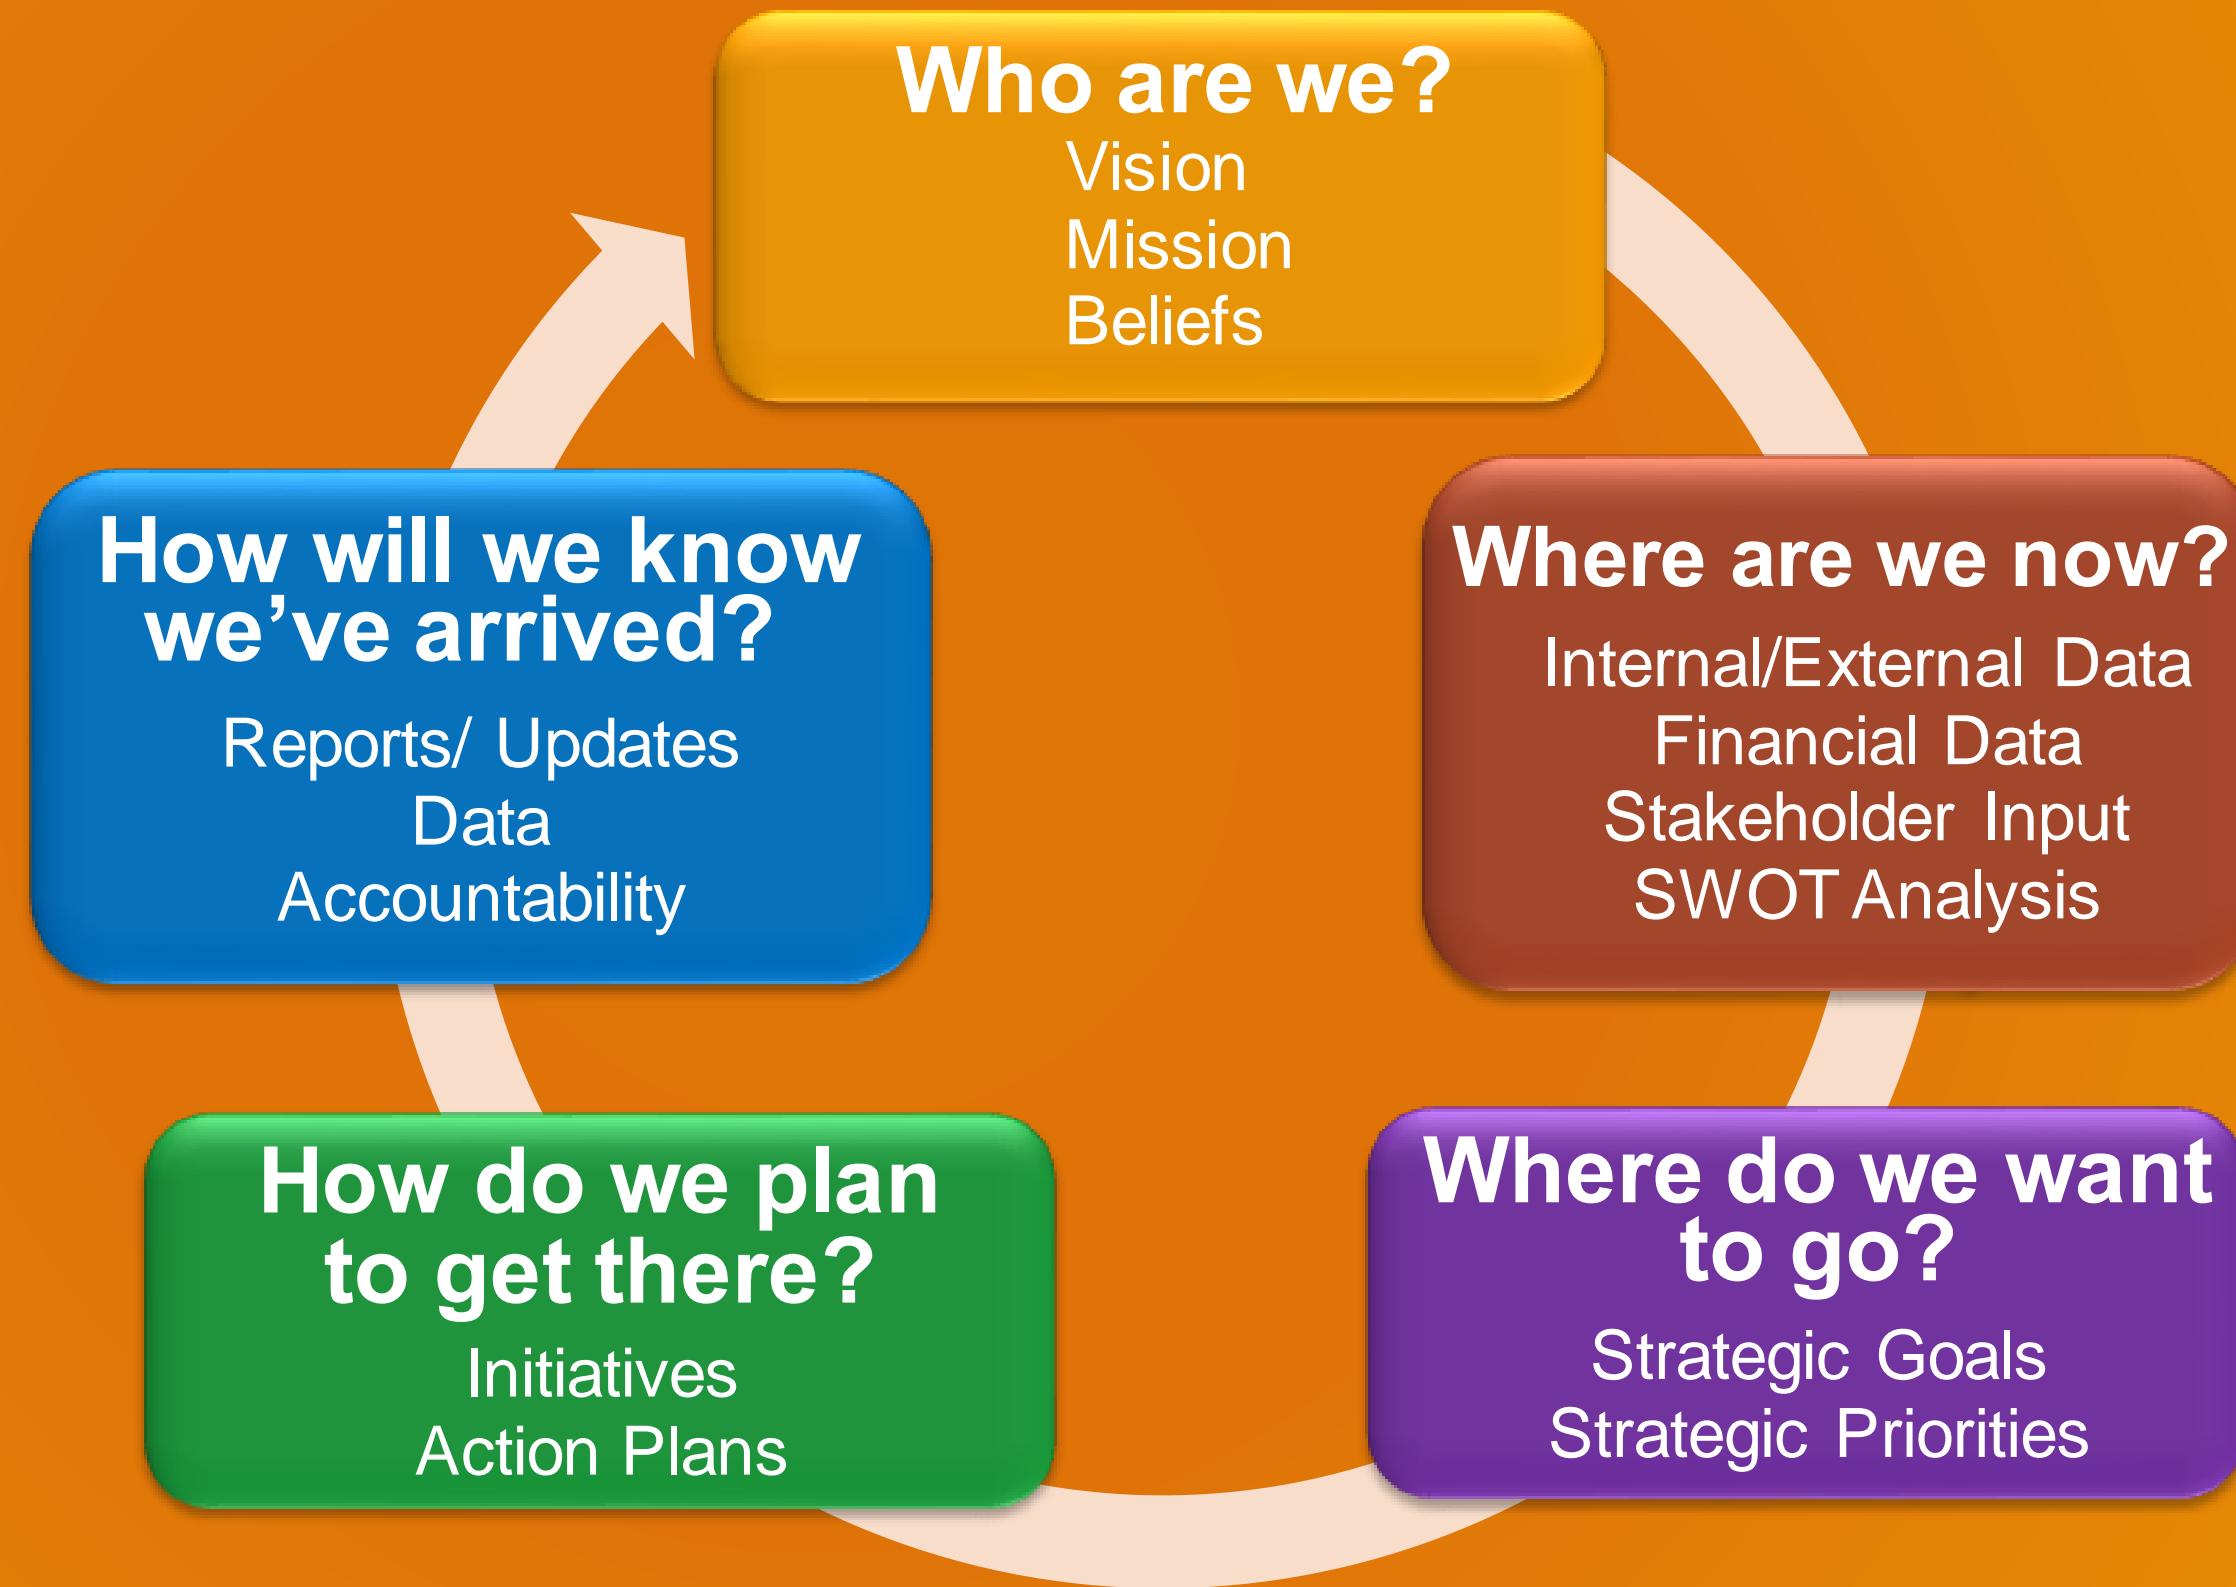 Who are we?
Vision
Mission
Beliefs
Where are we now?
Internal/External Data
Financial Data
Stakeholder Input
SWOT Analysis
Where do we want
to go?
Strategic Goals
Strategic Priorities
How do we plan
to get there?
Initiatives
Action Plans
How will we know
we’ve arrived?
Reports/ Updates
Data
Accountability